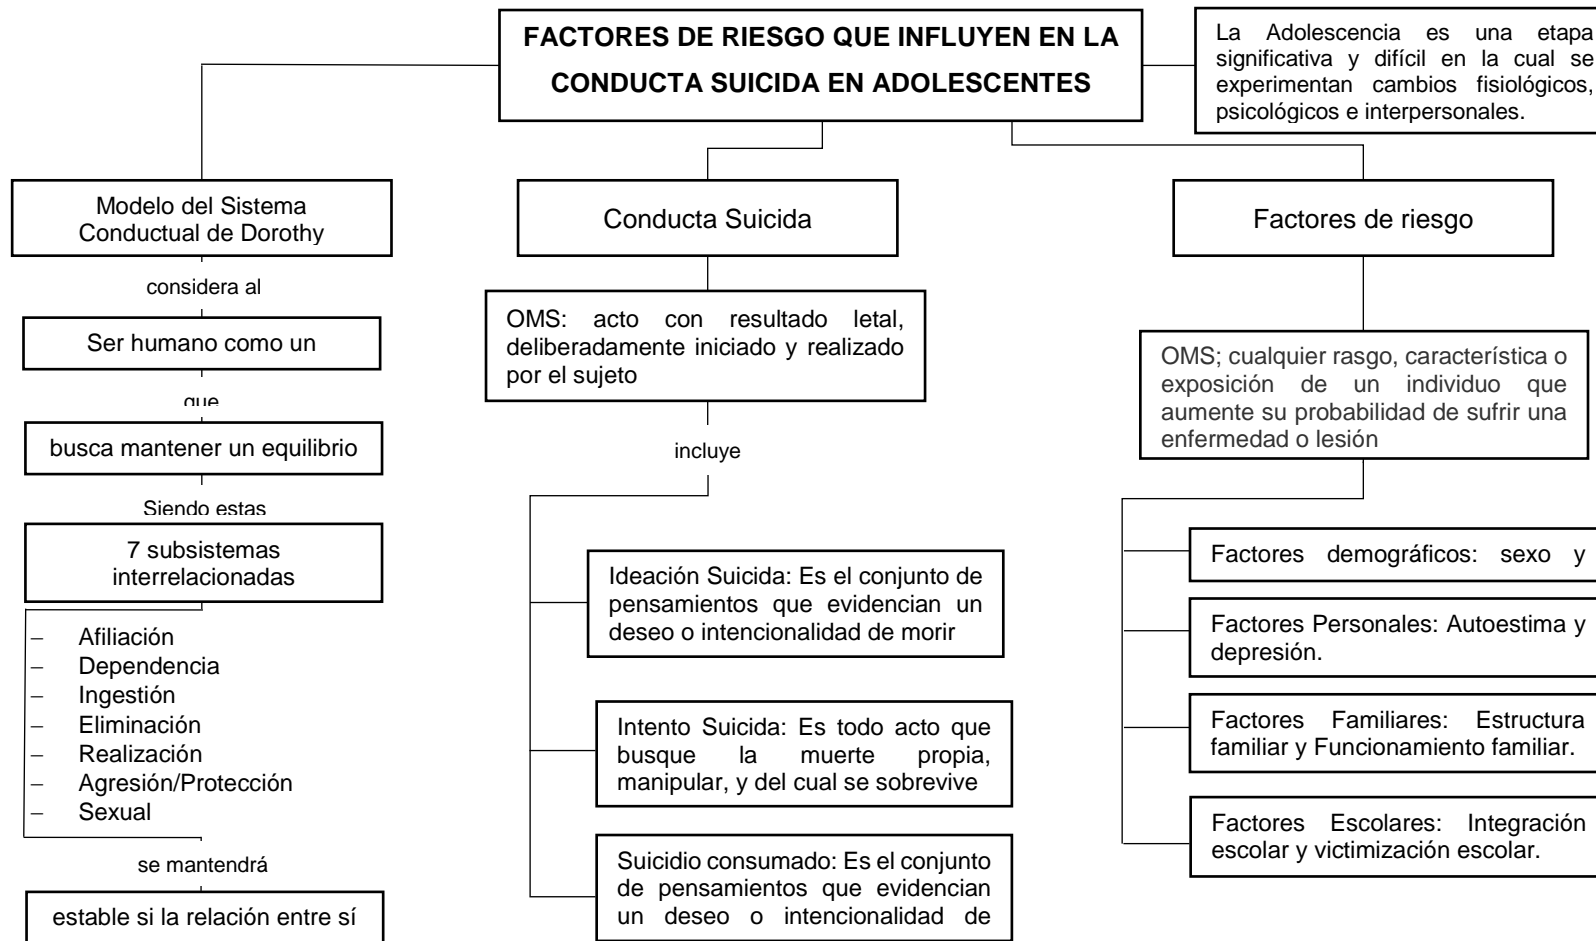 FACTORES DE RIESGO QUE INFLUYEN EN LA
CONDUCTA SUICIDA EN ADOLESCENTES
La Adolescencia es una etapa
significativa y difícil en la cual se
experimentan cambios fisiológicos,
psicológicos e interpersonales.
Modelo del Sistema
Conductual de Dorothy
considera al
Ser humano como un
que
busca mantener un equilibrio
Siendo estas
7 subsistemas
interrelacionadas
– Afiliación
– Dependencia
– Ingestión
– Eliminación
– Realización
– Agresión/Protección
– Sexual
se mantendrá
estable si la relación entre sí
Conducta Suicida
OMS: acto con resultado letal,
deliberadamente iniciado y realizado
por el sujeto
incluye
Ideación Suicida: Es el conjunto de
pensamientos que evidencian un
deseo o intencionalidad de morir
Intento Suicida: Es todo acto que
busque la muerte propia,
manipular, y del cual se sobrevive
Suicidio consumado: Es el conjunto
de pensamientos que evidencian
un deseo o intencionalidad de
Factores de riesgo
OMS; cualquier rasgo, característica o
exposición de un individuo que
aumente su probabilidad de sufrir una
enfermedad o lesión
Factores demográficos: sexo y
Factores Personales: Autoestima y
depresión.
Factores Familiares: Estructura
familiar y Funcionamiento familiar.
Factores Escolares: Integración
escolar y victimización escolar.